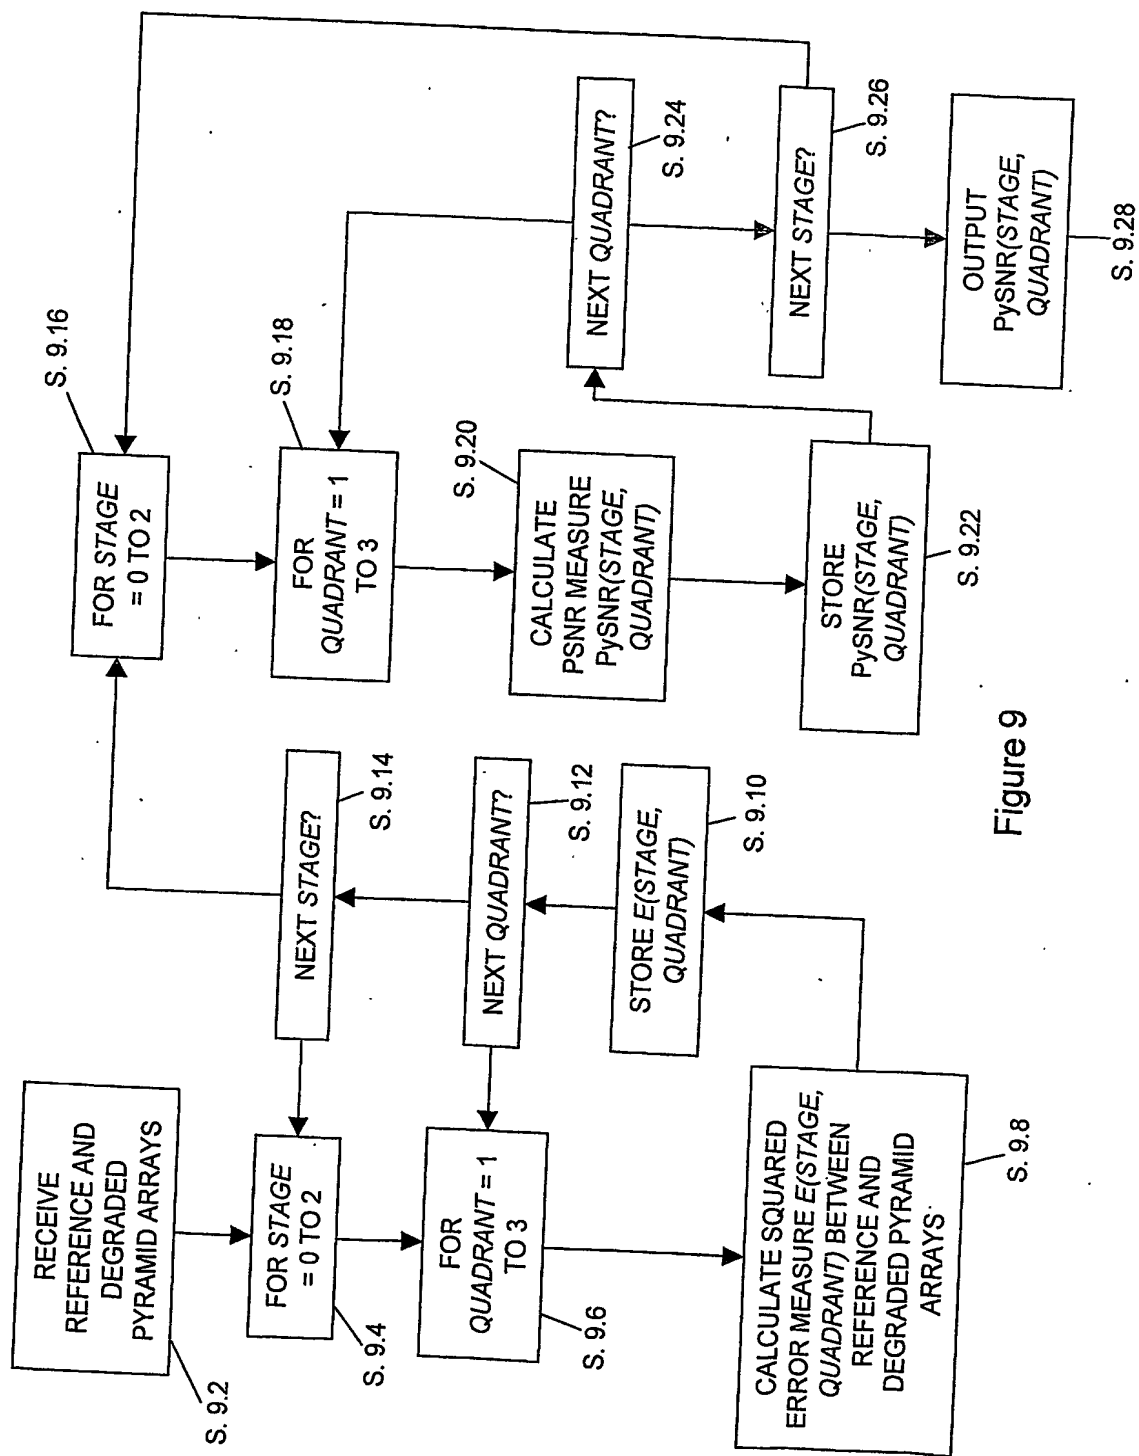 RECEIVE
REFERENCE AND
DEGRADED
PYRAMID ARRAYS
S. 9.2
FOR STAGE
= 0 TO 2
S. 9.4
FOR
QUADRANT = 1
TO 3
S. 9.6
CALCULATE SQUARED
ERROR MEASURE E(STAGE,
QUADRANT) BETWEEN
REFERENCE AND
DEGRADED PYRAMID
ARRAYS
S. 9.8
STORE E(STAGE,
QUADRANT)
S. 9.10
NEXT QUADRANT?
S. 9.12
NEXT STAGE?
S. 9.14
FOR STAGE
= 0 TO 2
S. 9.16
FOR
QUADRANT = 1
TO 3
S. 9.18
CALCULATE
PSNR MEASURE
PySNR(STAGE,
QUADRANT)
S. 9.20
STORE
PySNR(STAGE,
QUADRANT)
S. 9.22
NEXT QUADRANT?
S. 9.24
NEXT STAGE?
S. 9.26
OUTPUT
PySNR(STAGE,
QUADRANT)
S. 9.28
Figure 9